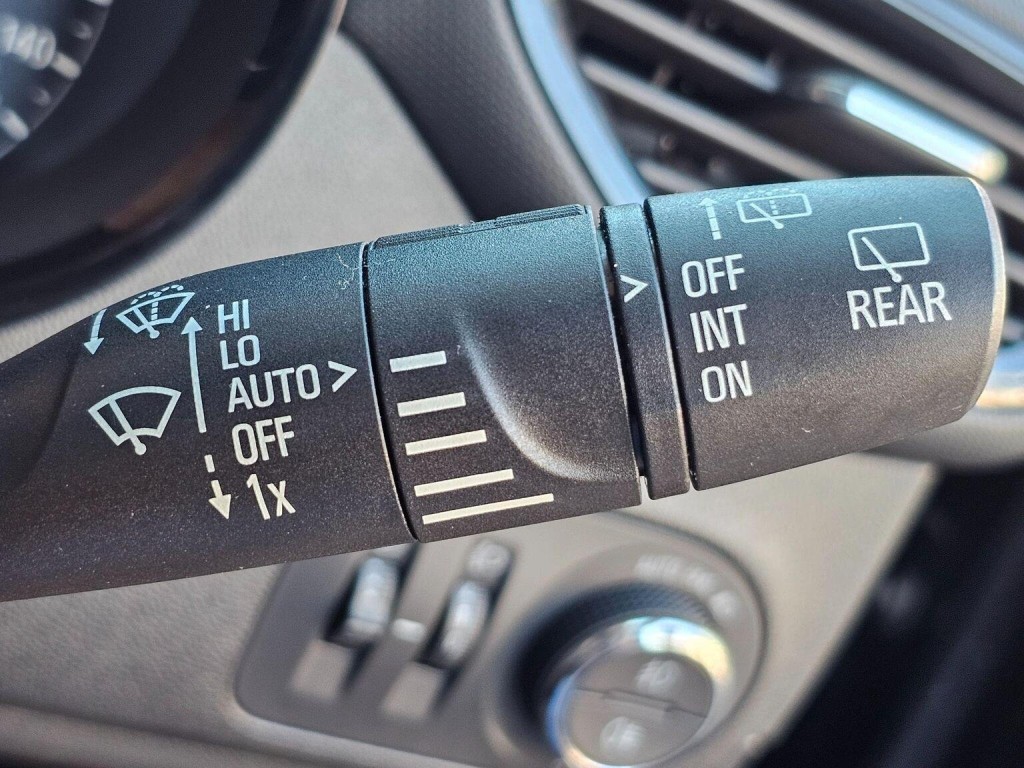 140
HI
LO
AUTO >
OFF
1x
>
OFF
INT
ON
REAR